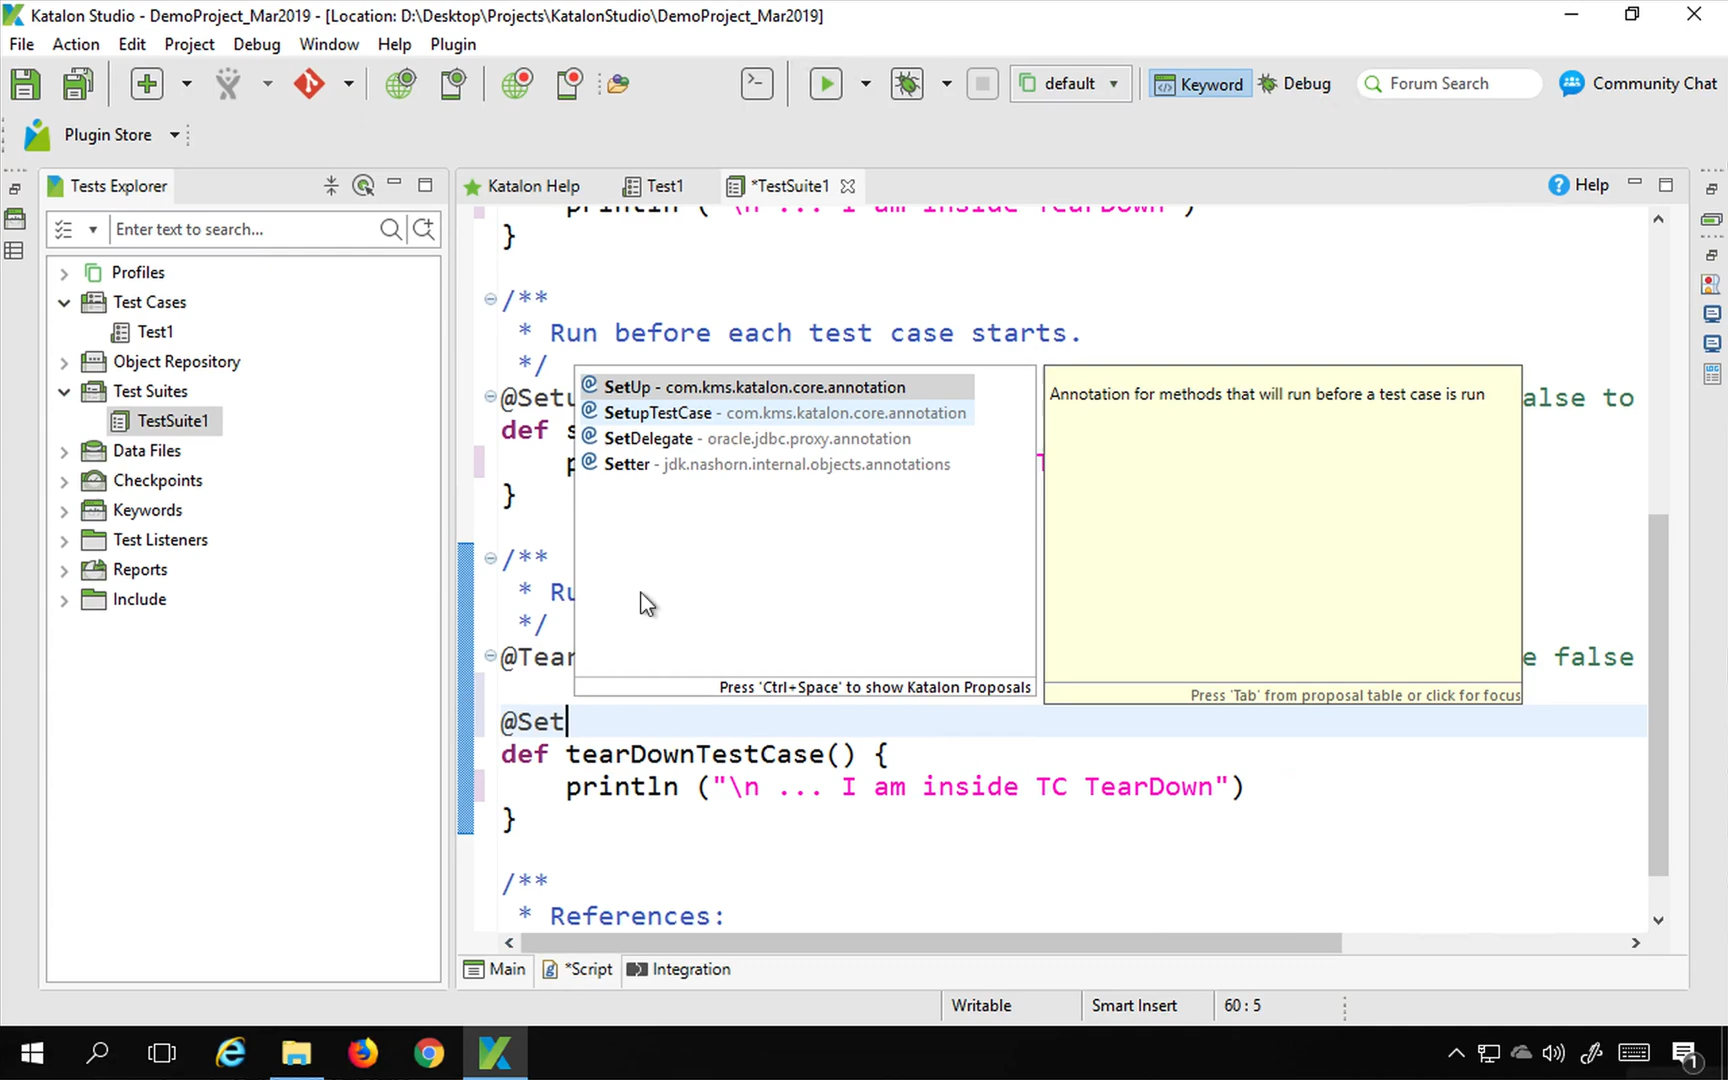 Katalon Studio - DemoProject_Mar2019 - [Location: D:\Desktop\Projects\KatalonStudio\DemoProject_Mar2019]
File Action Edit Project Debug Window Help Plugin
default Keyword Debug Forum Search Community Chat
Plugin Store
Tests Explorer
Katalon Help Test1 *TestSuite1 Help
Enter text to search...
Profiles
Test Cases
Test1
Object Repository
Test Suites
TestSuite1
Data Files
Checkpoints
Keywords
Test Listeners
Reports
Include
println ( "\n ... I am inside TearDown" )
}
/**
* Run before each test case starts.
*/
@Setu alse to
def s
p
}
/**
* Ru
*/
@Tear e false
@Set
def tearDownTestCase() {
println ("\n ... I am inside TC TearDown")
}
/**
* References:
SetUp - com.kms.katalon.core.annotation
SetupTestCase - com.kms.katalon.core.annotation
SetDelegate - oracle.jdbc.proxy.annotation
Setter - jdk.nashorn.internal.objects.annotations
Press 'Ctrl+Space' to show Katalon Proposals
Annotation for methods that will run before a test case is run
Press 'Tab' from proposal table or click for focus
Main *Script Integration
Writable Smart Insert 60 : 5
1